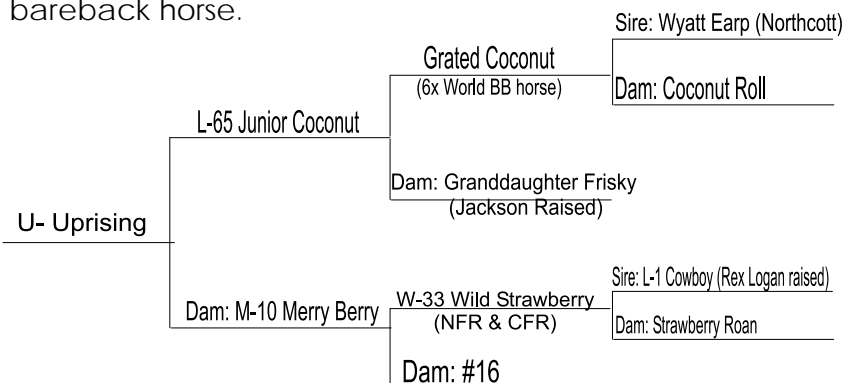 bareback horse.
Sire: Wyatt Earp (Northcott)
Grated Coconut
(6x World BB horse)
Dam: Coconut Roll
L-65 Junior Coconut
Dam: Granddaughter Frisky
(Jackson Raised)
U- Uprising
Sire: L-1 Cowboy (Rex Logan raised)
W-33 Wild Strawberry
(NFR & CFR)
Dam: M-10 Merry Berry
Dam: Strawberry Roan
Dam: #16